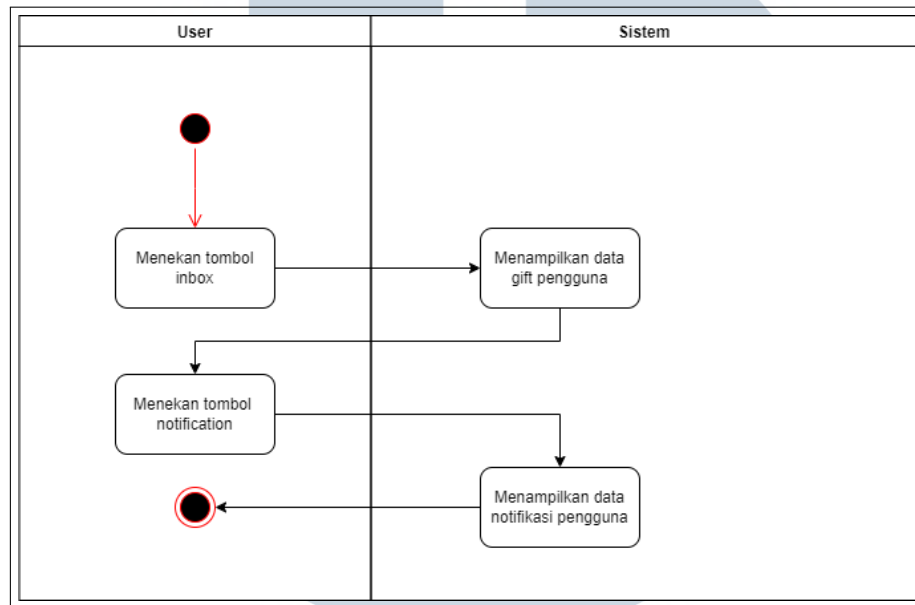 User
Sistem
Menekan tombol
inbox
Menampilkan data
gift pengguna
Menekan tombol
notification
Menampilkan data
notifikasi pengguna